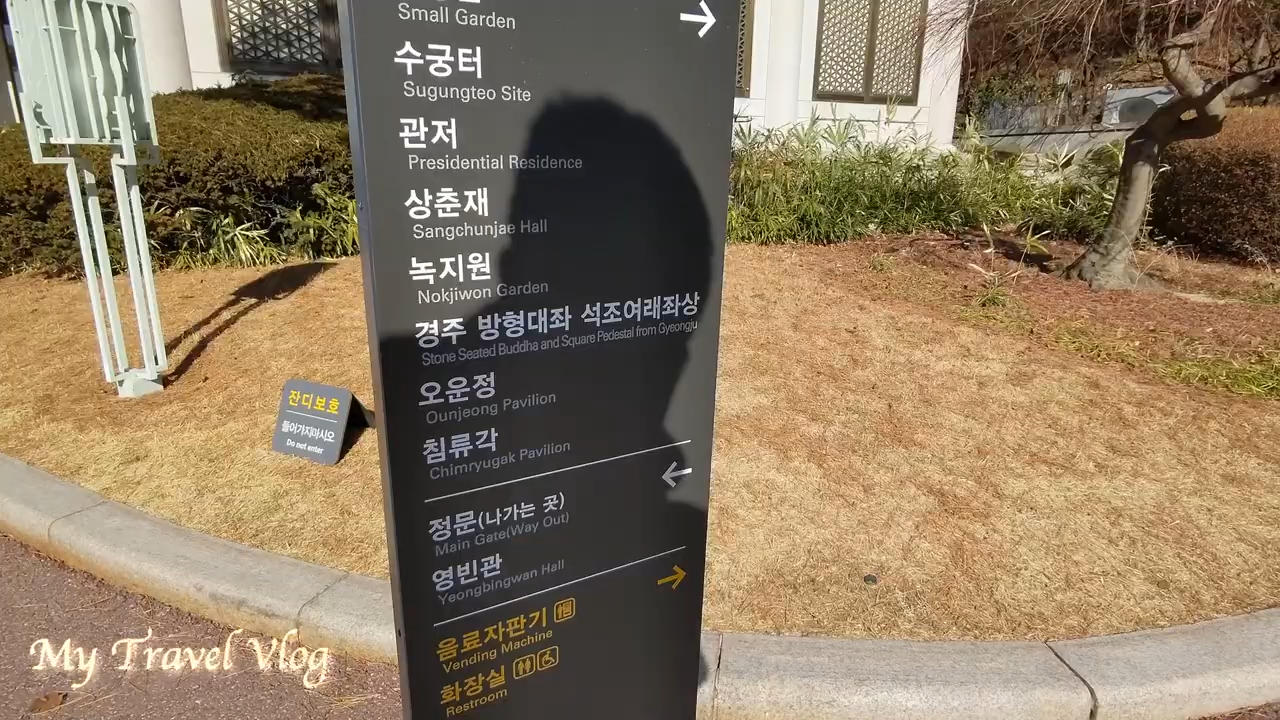 Small Garden
수궁터
Sugungteo Site
관저
Presidential Residence
상춘재
Sangchunjae Hall
녹지원
Nokjiwon Garden
경주 방형대좌 석조여래좌상
Stone Seated Buddha and Square Pedestal from Gyeongju
오운정
Ounjeong Pavilion
침류각
Chimryugak Pavilion
정문(나가는 곳)
Main Gate(Way Out)
영빈관
Yeongbingwan Hall
음료자판기
Vending Machine
화장실
Restroom
잔디보호
들어가지마시오
Do not enter
My Travel Vlog